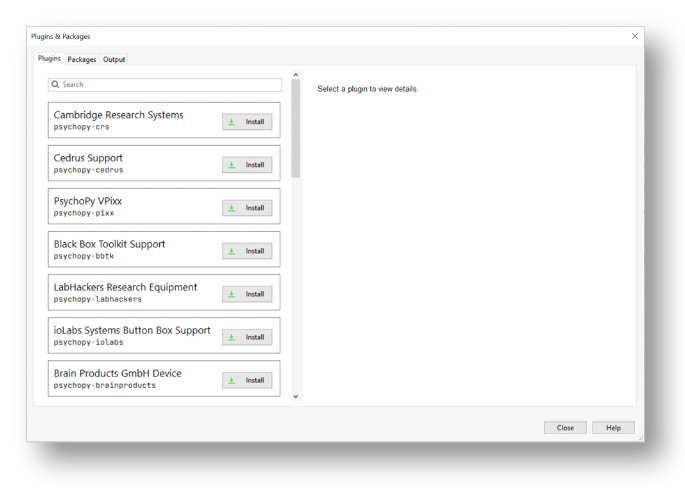 Plugins & Packages
Plugins Packages Output
Search
Select a plugin to view details.
Cambridge Research Systems
psychopy-crs
Install
Cedrus Support
psychopy-cedrus
Install
PsychoPy VPixx
psychopy-pixx
Install
Black Box Toolkit Support
psychopy-bbtk
Install
LabHackers Research Equipment
psychopy-labhackers
Install
ioLabs Systems Button Box Support
psychopy-iolabs
Install
Brain Products GmbH Device
psychopy-brainproducts
Install
Close Help